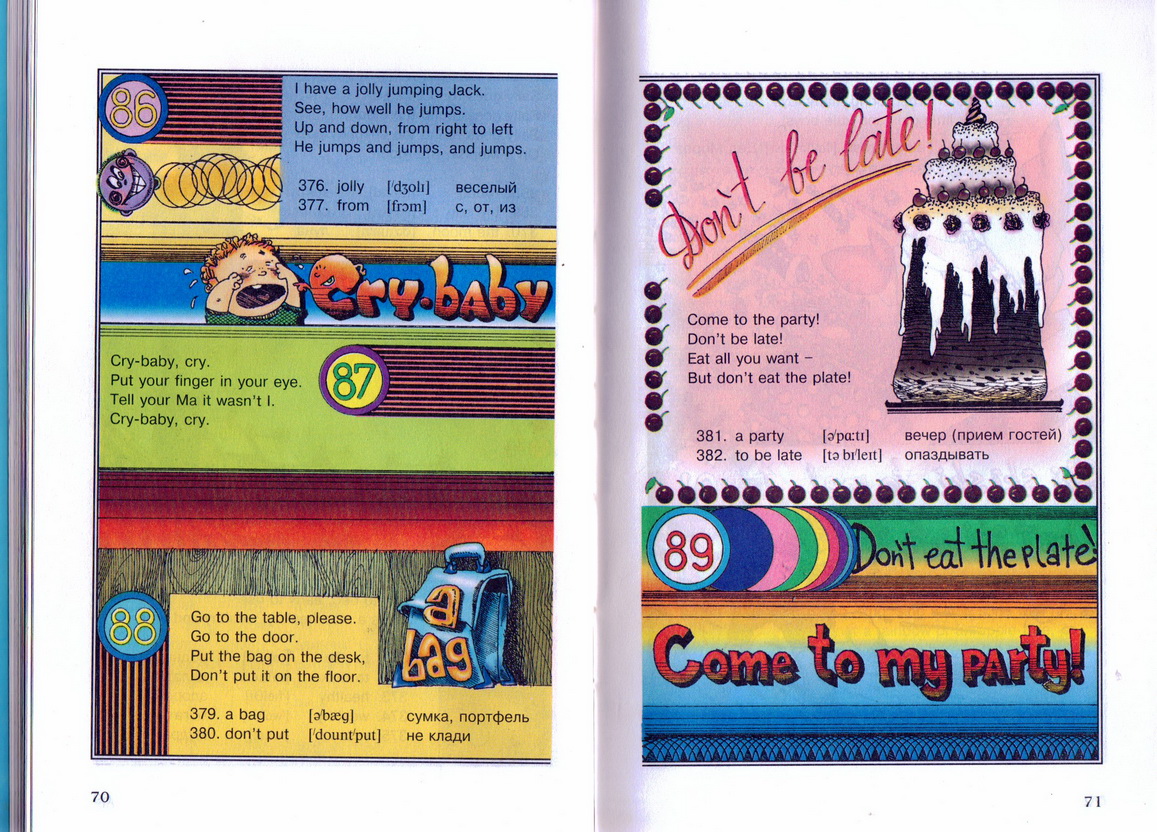 86
I have a jolly jumping Jack.
See, how well he jumps.
Up and down, from right to left
He jumps and jumps, and jumps.
376. jolly [ˈdʒɔlɪ] веселый
377. from [frɔm] с, от, из
Cry-baby
87
Cry-baby, cry.
Put your finger in your eye.
Tell your Ma it wasn't I.
Cry-baby, cry.
88
Go to the table, please.
Go to the door.
Put the bag on the desk,
Don't put it on the floor.
a
bag
379. a bag [əˈbæg] сумка, портфель
380. don't put [ˈdountˈput] не клади
70
Don't be late!
Come to the party!
Don't be late!
Eat all you want –
But don't eat the plate!
381. a party [əˈpɑ:tɪ] вечер (прием гостей)
382. to be late [tə bɪˈleɪt] опаздывать
89
Don't eat the plate!
Come to my party!
71